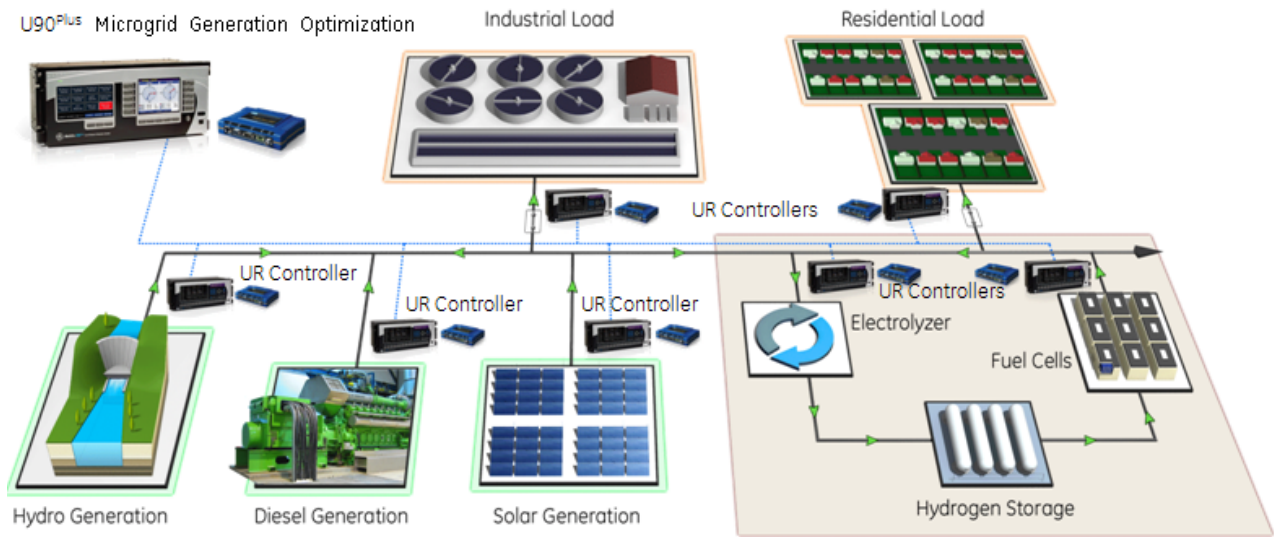 U90Plus Microgrid Generation Optimization
Industrial Load
Residential Load
UR Controllers
UR Controller
UR Controller
UR Controller
UR Controllers
Electrolyzer
Fuel Cells
Hydrogen Storage
Hydro Generation
Diesel Generation
Solar Generation